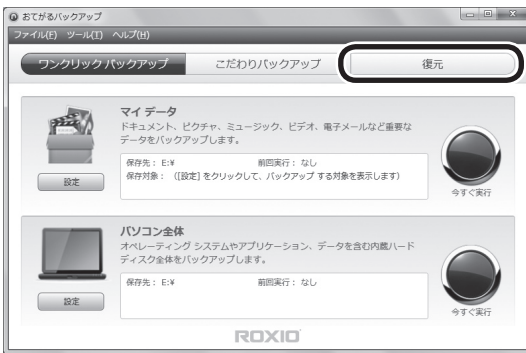 おてがるバックアップ
ファイル(F) ツール(T) ヘルプ(H)
ワンクリック バックアップ こだわりバックアップ 復元
マイ データ
ドキュメント、ピクチャ、ミュージック、ビデオ、電子メールなど重要な
データをバックアップします。
保存先： E:¥ 前回実行： なし
保存対象： （[設定] をクリックして、バックアップ する対象を表示します）
設定
今すぐ実行
パソコン全体
オペレーティング システムやアプリケーション、データを含む内蔵ハード
ディスク全体をバックアップします。
保存先： E:¥ 前回実行： なし
設定
今すぐ実行
ROXIO